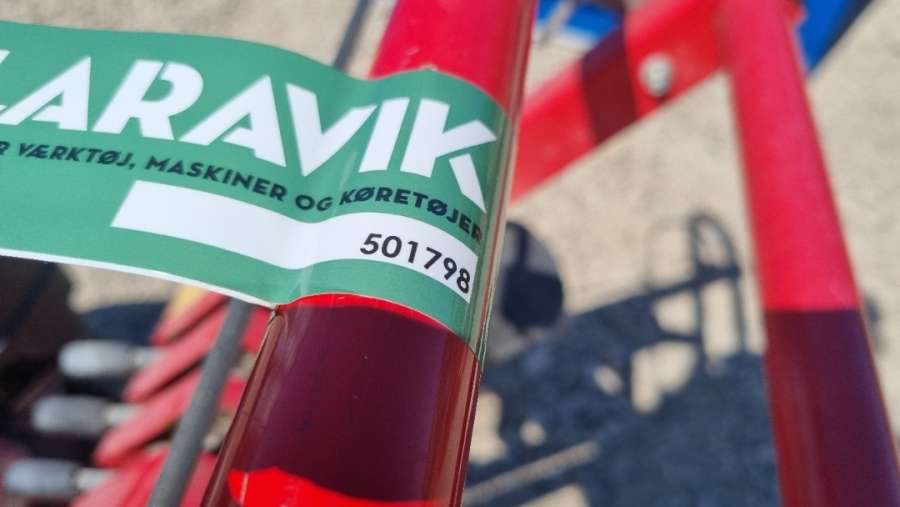 LARAVIK
R VÆRKTØJ, MASKINER OG KØRETØJER
501798